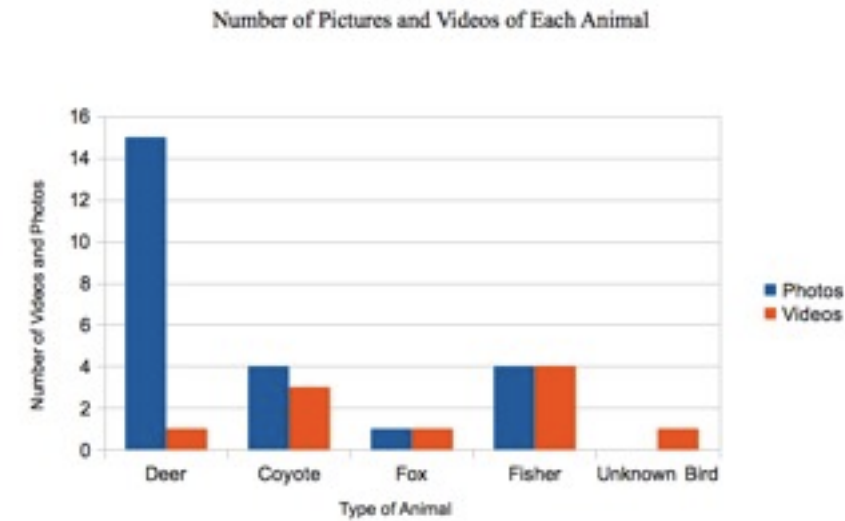 Number of Pictures and Videos of Each Animal
Number of Videos and Photos
16
14
12
10
8
6
4
2
0
Photos
Videos
Deer Coyote Fox Fisher Unknown Bird
Type of Animal